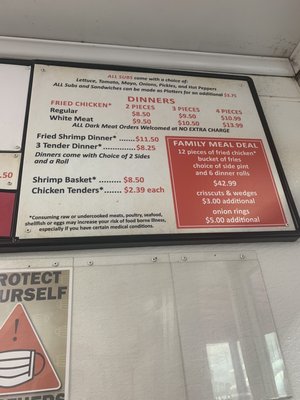 ALL SUBS come with a choice of:
Lettuce, Tomato, Mayo, Onions, Pickles, and Hot Peppers
ALL Subs and Sandwiches can be made as Platters for an additional $3.75
DINNERS
FRIED CHICKEN* 2 PIECES 3 PIECES 4 PIECES
Regular $8.50 $9.50 $10.99
White Meat $9.50 $10.50 $13.99
ALL Dark Meat Orders Welcomed at NO EXTRA CHARGE
Fried Shrimp Dinner* $11.50
3 Tender Dinner* $8.25
Dinners come with Choice of 2 Sides
and a Roll
Shrimp Basket* $8.50
Chicken Tenders* $2.39 each
*Consuming raw or undercooked meats, poultry, seafood,
shellfish or eggs may increase your risk of food borne illness,
especially if you have certain medical conditions.
FAMILY MEAL DEAL
12 pieces of fried chicken*
bucket of fries
choice of side pint
and 6 dinner rolls
$42.99
crisscuts & wedges
$3.00 additional
onion rings
$5.00 additional
.50
ROTECT
URSELF
HERS